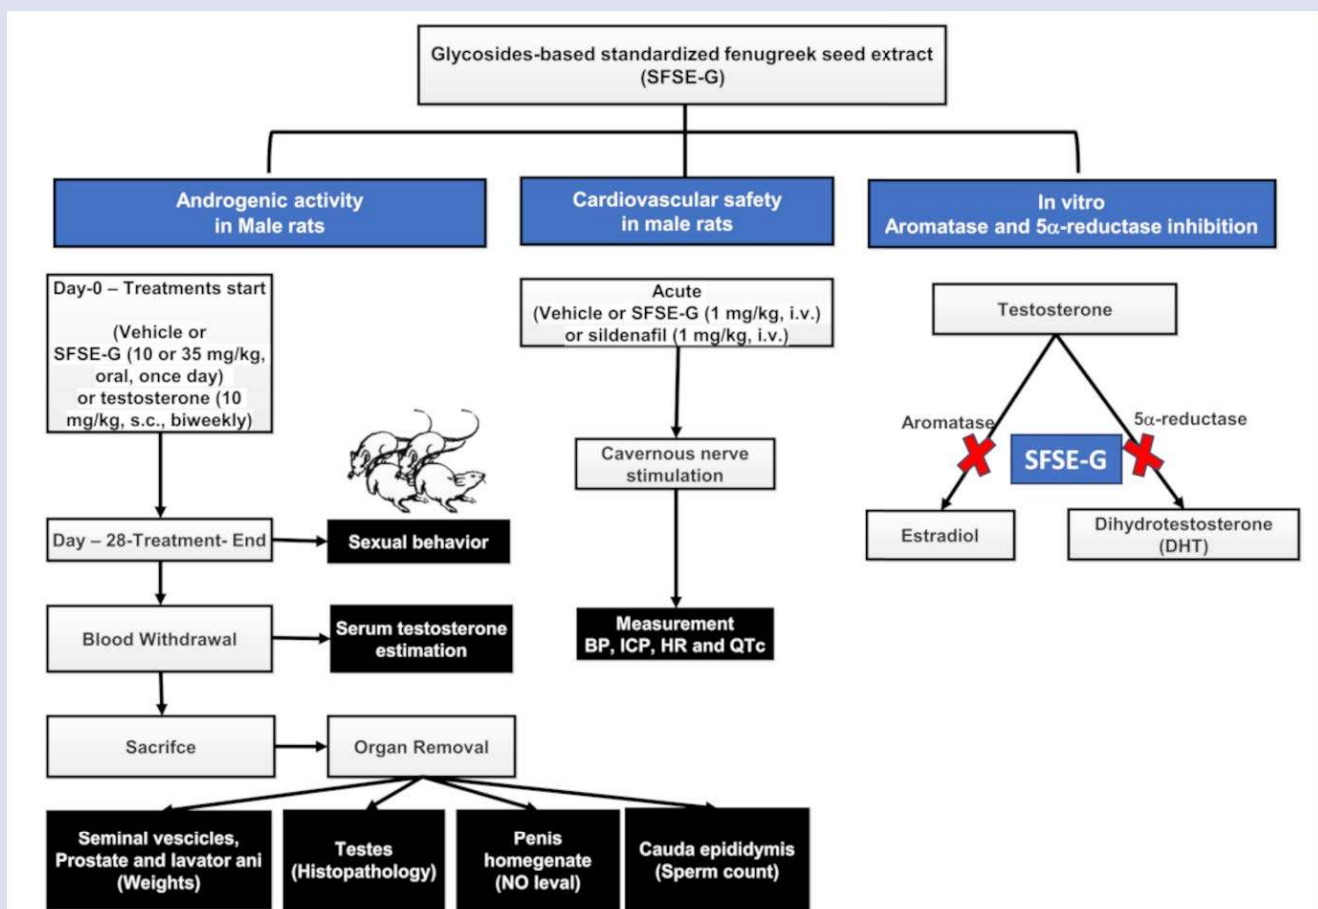 Glycosides-based standardized fenugreek seed extract
(SFSE-G)
Androgenic activity
in Male rats
Cardiovascular safety
in male rats
In vitro
Aromatase and 5α-reductase inhibition
Day-0 – Treatments start
(Vehicle or
SFSE-G (10 or 35 mg/kg,
oral, once day)
or testosterone (10
mg/kg, s.c., biweekly)
Acute
(Vehicle or SFSE-G (1 mg/kg, i.v.)
or sildenafil (1 mg/kg, i.v.)
Testosterone
Aromatase
5α-reductase
SFSE-G
Cavernous nerve
stimulation
Estradiol
Dihydrotestosterone
(DHT)
Day – 28-Treatment- End
Sexual behavior
Blood Withdrawal
Serum testosterone
estimation
Measurement
BP, ICP, HR and QTc
Sacrifce
Organ Removal
Seminal vescicles,
Prostate and lavator ani
(Weights)
Testes
(Histopathology)
Penis
homegenate
(NO leval)
Cauda epididymis
(Sperm count)